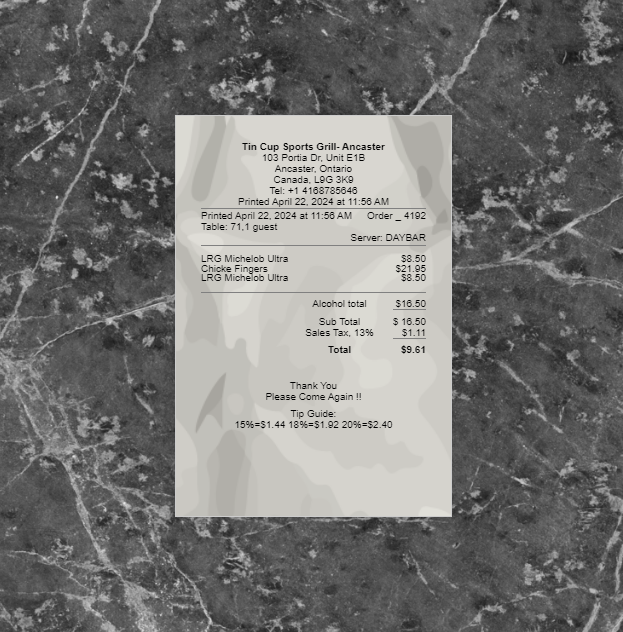 Tin Cup Sports Grill- Ancaster
103 Portia Dr, Unit E1B
Ancaster, Ontario
Canada, L9G 3K9
Tel: +1 4168785646
Printed April 22, 2024 at 11:56 AM
Printed April 22, 2024 at 11:56 AM Order _ 4192
Table: 71,1 guest
Server: DAYBAR
LRG Michelob Ultra $8.50
Chicke Fingers $21.95
LRG Michelob Ultra $8.50
Alcohol total $16.50
Sub Total $ 16.50
Sales Tax, 13% $1.11
Total $9.61
Thank You
Please Come Again !!
Tip Guide:
15%=$1.44 18%=$1.92 20%=$2.40